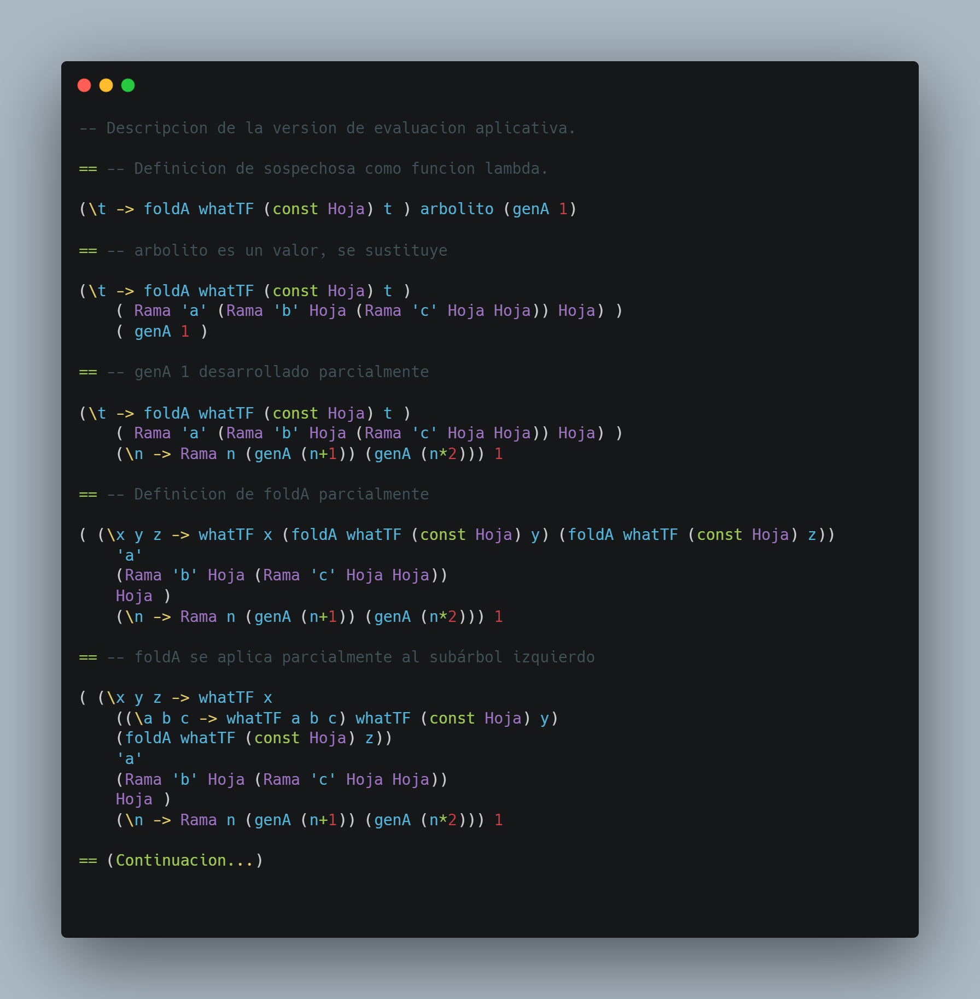 -- Descripcion de la version de evaluacion aplicativa.
== -- Definicion de sospechosa como funcion lambda.
(\t -> foldA whatTF (const Hoja) t ) arbolito (genA 1)
== -- arbolito es un valor, se sustituye
(\t -> foldA whatTF (const Hoja) t )
( Rama 'a' (Rama 'b' Hoja (Rama 'c' Hoja Hoja)) Hoja) )
( genA 1 )
== -- genA 1 desarrollado parcialmente
(\t -> foldA whatTF (const Hoja) t )
( Rama 'a' (Rama 'b' Hoja (Rama 'c' Hoja Hoja)) Hoja) )
(\n -> Rama n (genA (n+1)) (genA (n*2))) 1
== -- Definicion de foldA parcialmente
( (\x y z -> whatTF x (foldA whatTF (const Hoja) y) (foldA whatTF (const Hoja) z))
'a'
(Rama 'b' Hoja (Rama 'c' Hoja Hoja))
Hoja )
(\n -> Rama n (genA (n+1)) (genA (n*2))) 1
== -- foldA se aplica parcialmente al subárbol izquierdo
( (\x y z -> whatTF x
((\a b c -> whatTF a b c) whatTF (const Hoja) y)
(foldA whatTF (const Hoja) z))
'a'
(Rama 'b' Hoja (Rama 'c' Hoja Hoja))
Hoja )
(\n -> Rama n (genA (n+1)) (genA (n*2))) 1
== (Continuacion...)